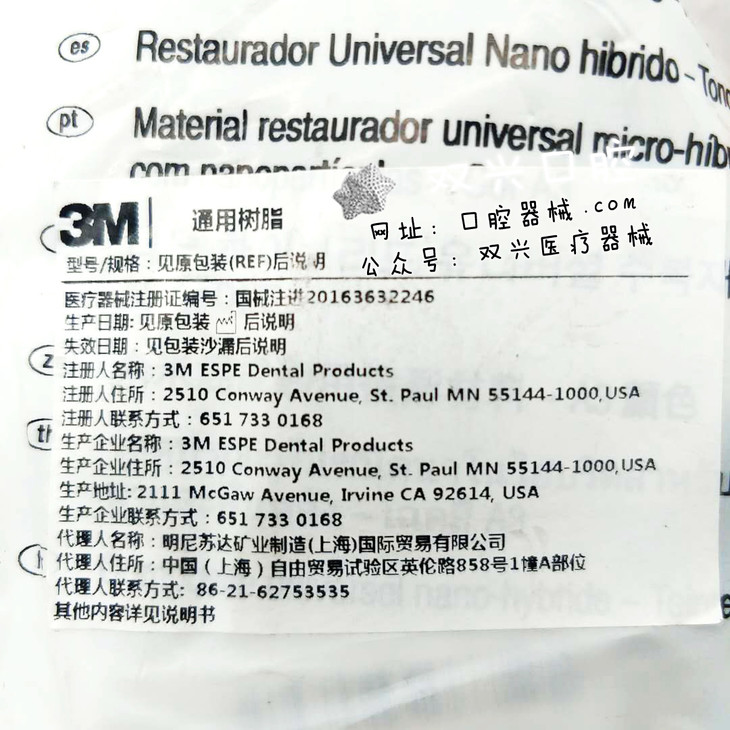 es Restaurador Universal Nano hibrido –
pt Material restaurador universal micro-híb
com
双兴口腔
3M 通用树脂
网址：口腔器械.com
公众号：双兴医疗器械
型号/规格：见原包装(REF)后说明
医疗器械注册证编号：国械注进20163632246
生产日期: 见原包装 后说明
失效日期：见包装沙漏后说明
注册人名称：3M ESPE Dental Products
注册人住所：2510 Conway Avenue, St. Paul MN 55144-1000,USA
注册人联系方式：651 733 0168
生产企业名称：3M ESPE Dental Products
生产企业住所：2510 Conway Avenue, St. Paul MN 55144-1000,USA
生产地址: 2111 McGaw Avenue, Irvine CA 92614, USA
生产企业联系方式：651 733 0168
代理人名称：明尼苏达矿业制造(上海)国际贸易有限公司
代理人住所：中国（上海）自由贸易试验区英伦路858号1幢A部位
代理人联系方式: 86-21-62753535
其他内容详见说明书